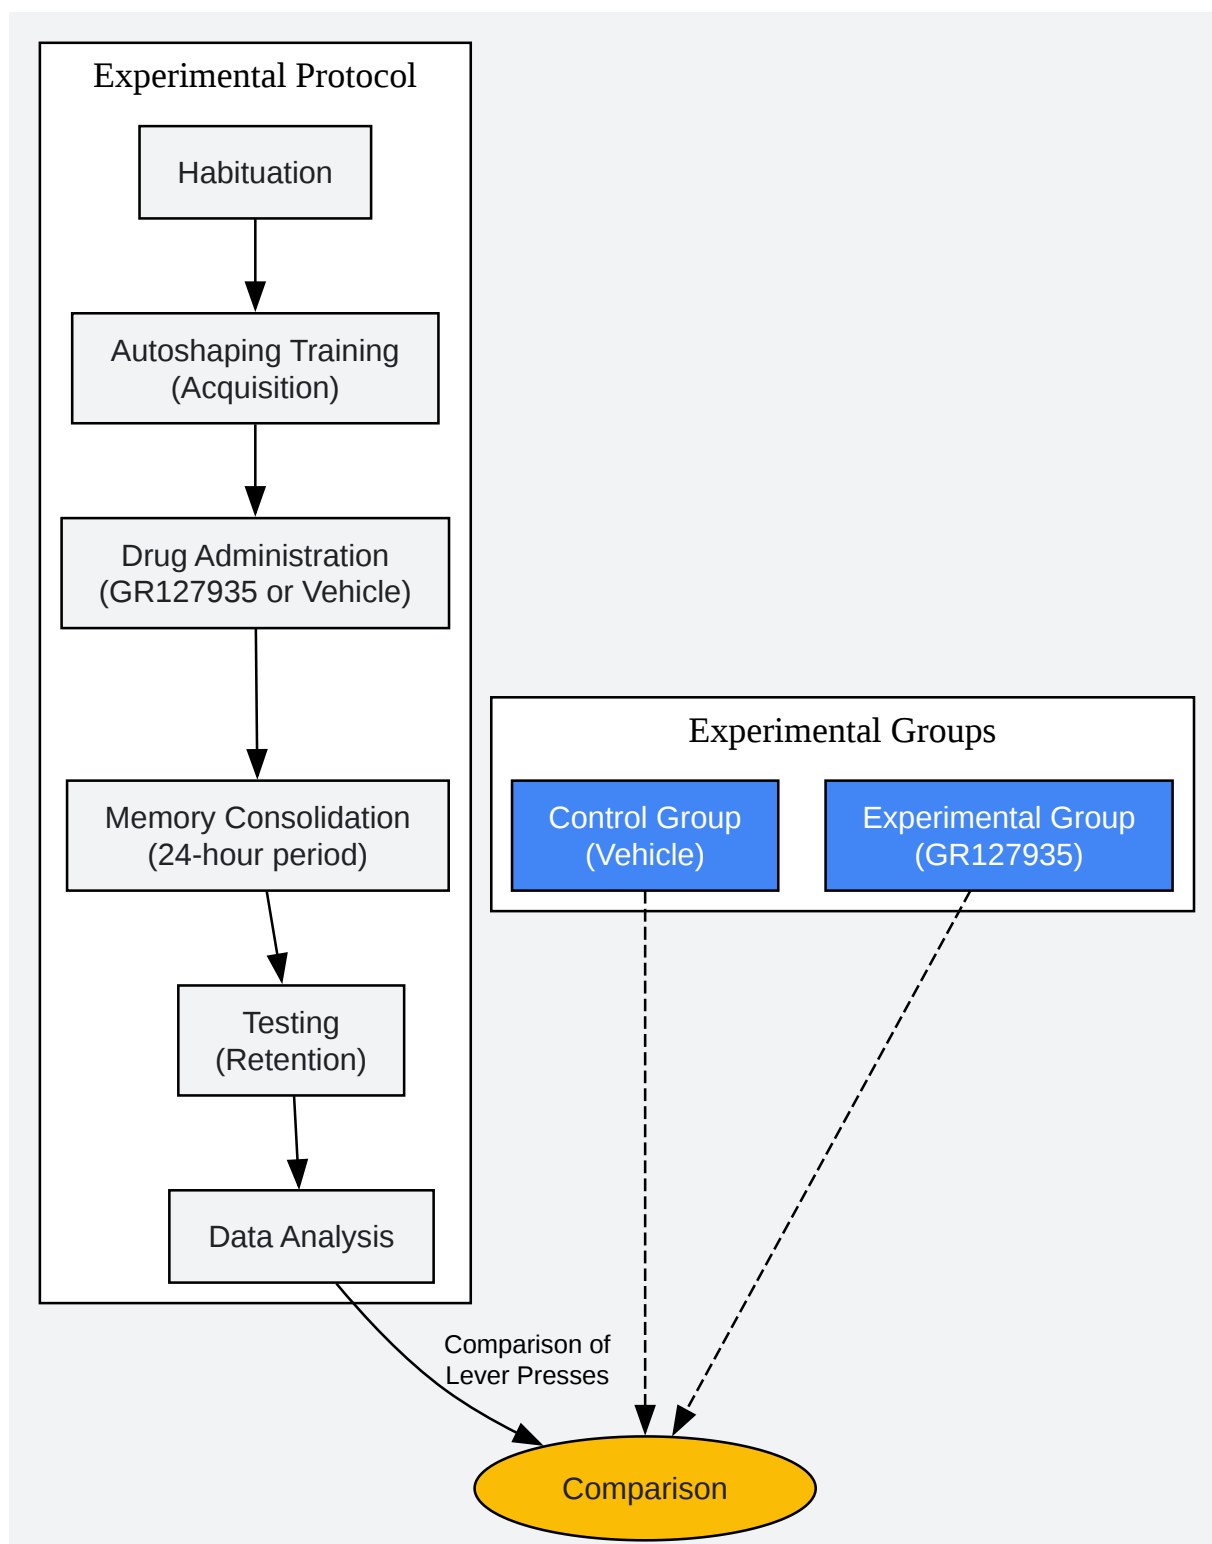 Experimental Protocol
Habituation
Autoshaping Training
(Acquisition)
Drug Administration
(GR127935 or Vehicle)
Memory Consolidation
(24-hour period)
Testing
(Retention)
Data Analysis
Experimental Groups
Control Group
(Vehicle)
Experimental Group
(GR127935)
Comparison of
Lever Presses
Comparison